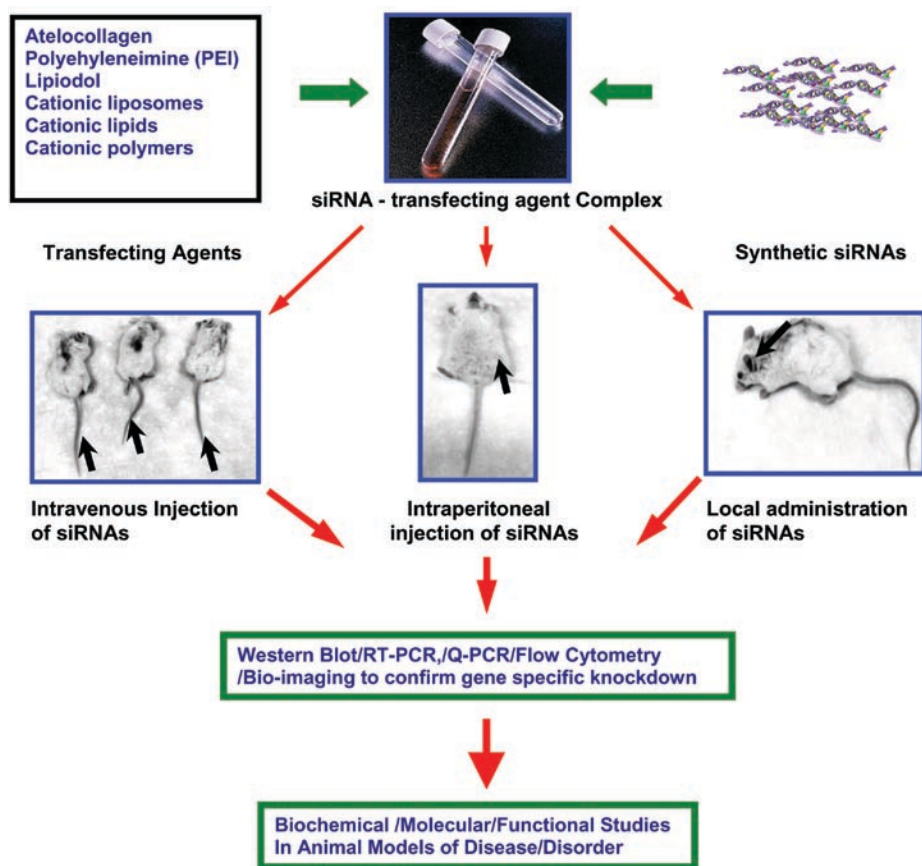 Atelocollagen
Polyehyleneimine (PEI)
Lipiodol
Cationic liposomes
Cationic lipids
Cationic polymers
siRNA - transfecting agent Complex
Transfecting Agents
Synthetic siRNAs
Intravenous Injection
of siRNAs
Intraperitoneal
injection of siRNAs
Local administration
of siRNAs
Western Blot/RT-PCR,/Q-PCR/Flow Cytometry
/Bio-imaging to confirm gene specific knockdown
Biochemical /Molecular/Functional Studies
In Animal Models of Disease/Disorder